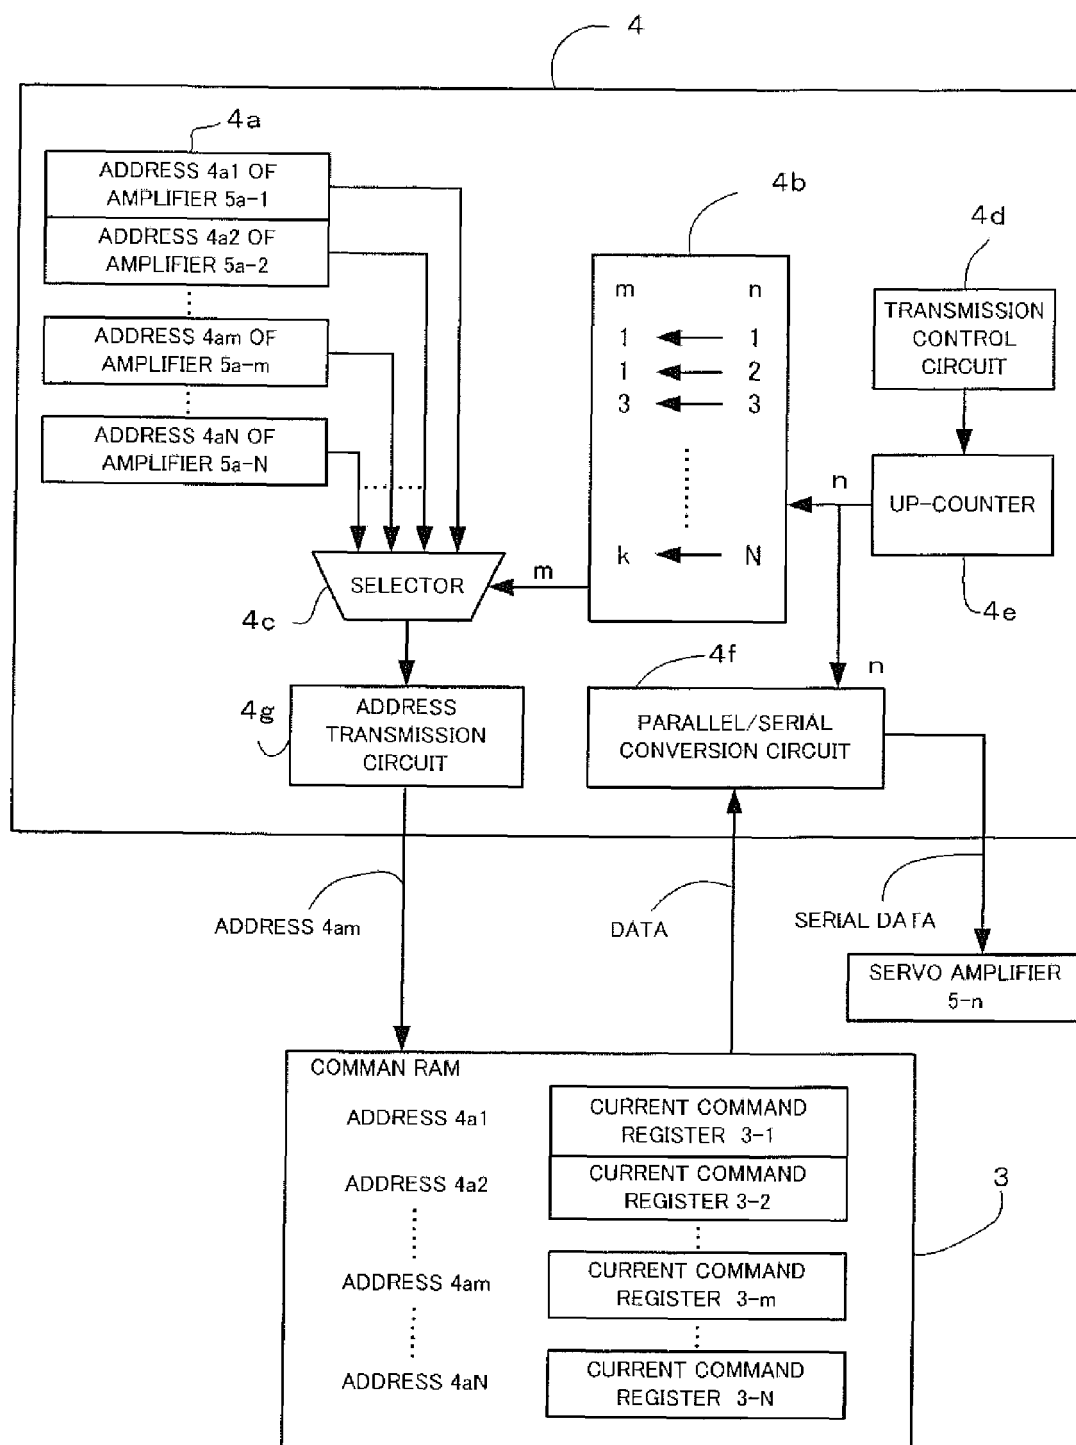 4
4a
ADDRESS 4a1 OF
AMPLIFIER 5a-1
ADDRESS 4a2 OF
AMPLIFIER 5a-2
ADDRESS 4am OF
AMPLIFIER 5a-m
ADDRESS 4aN OF
AMPLIFIER 5a-N
4b
m n
1 1
1 2
3 3
k N
4d
TRANSMISSION
CONTROL
CIRCUIT
n
UP-COUNTER
4e
SELECTOR
m
4c
4f
n
4g
ADDRESS
TRANSMISSION
CIRCUIT
PARALLEL/SERIAL
CONVERSION CIRCUIT
ADDRESS 4am
DATA
SERIAL DATA
SERVO AMPLIFIER
5-n
COMMAN RAM
ADDRESS 4a1
CURRENT COMMAND
REGISTER 3-1
ADDRESS 4a2
CURRENT COMMAND
REGISTER 3-2
3
ADDRESS 4am
CURRENT COMMAND
REGISTER 3-m
ADDRESS 4aN
CURRENT COMMAND
REGISTER 3-N